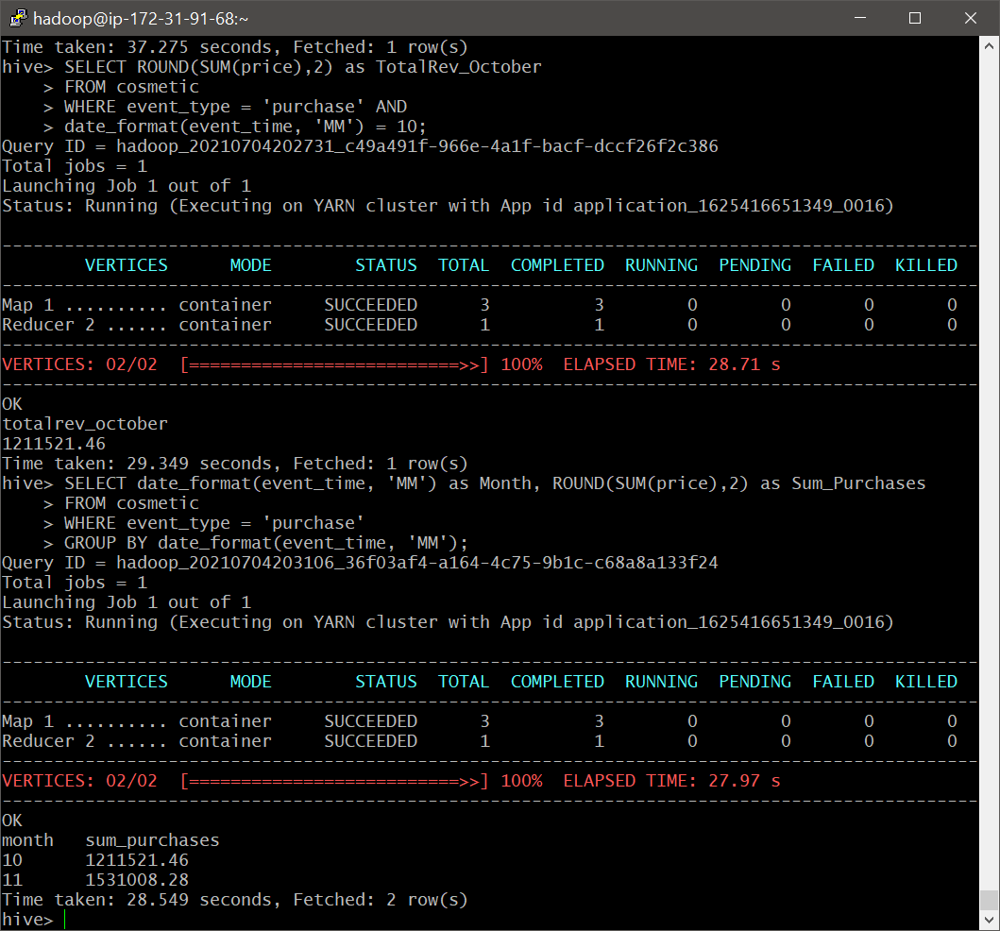 hadoop@ip-172-31-91-68:~
Time taken: 37.275 seconds, Fetched: 1 row(s)
hive> SELECT ROUND(SUM(price),2) as TotalRev_October
    > FROM cosmetic
    > WHERE event_type = 'purchase' AND
    > date_format(event_time, 'MM') = 10;
Query ID = hadoop_20210704202731_c49a491f-966e-4a1f-bacf-dccf26f2c386
Total jobs = 1
Launching Job 1 out of 1
Status: Running (Executing on YARN cluster with App id application_1625416651349_0016)

----------------------------------------------------------------------------------------------
        VERTICES      MODE        STATUS  TOTAL  COMPLETED  RUNNING  PENDING  FAILED  KILLED
----------------------------------------------------------------------------------------------
Map 1 .......... container     SUCCEEDED      3          3        0        0       0       0
Reducer 2 ...... container     SUCCEEDED      1          1        0        0       0       0
----------------------------------------------------------------------------------------------
VERTICES: 02/02  [==========================>>] 100%  ELAPSED TIME: 28.71 s
----------------------------------------------------------------------------------------------
OK
totalrev_october
1211521.46
Time taken: 29.349 seconds, Fetched: 1 row(s)
hive> SELECT date_format(event_time, 'MM') as Month, ROUND(SUM(price),2) as Sum_Purchases
    > FROM cosmetic
    > WHERE event_type = 'purchase'
    > GROUP BY date_format(event_time, 'MM');
Query ID = hadoop_20210704203106_36f03af4-a164-4c75-9b1c-c68a8a133f24
Total jobs = 1
Launching Job 1 out of 1
Status: Running (Executing on YARN cluster with App id application_1625416651349_0016)

----------------------------------------------------------------------------------------------
        VERTICES      MODE        STATUS  TOTAL  COMPLETED  RUNNING  PENDING  FAILED  KILLED
----------------------------------------------------------------------------------------------
Map 1 .......... container     SUCCEEDED      3          3        0        0       0       0
Reducer 2 ...... container     SUCCEEDED      1          1        0        0       0       0
----------------------------------------------------------------------------------------------
VERTICES: 02/02  [==========================>>] 100%  ELAPSED TIME: 27.97 s
----------------------------------------------------------------------------------------------
OK
month   sum_purchases
10      1211521.46
11      1531008.28
Time taken: 28.549 seconds, Fetched: 2 row(s)
hive>